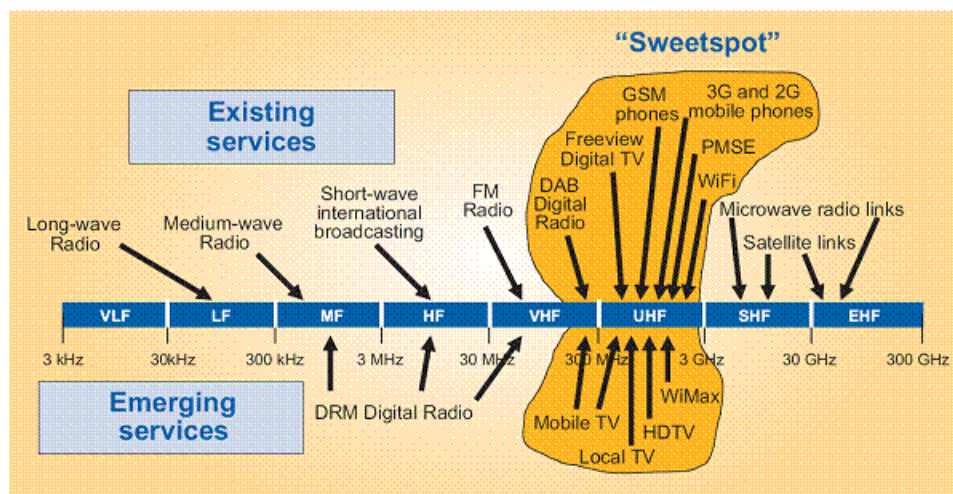 “Sweetspot”
Existing
services
GSM
phones
3G and 2G
mobile phones
Freeview
Digital TV
PMSE
WiFi
DAB
Digital
Radio
FM
Radio
Short-wave
international
broadcasting
Medium-wave
Radio
Long-wave
Radio
Microwave radio links
Satellite links
VLF
LF
MF
HF
VHF
UHF
SHF
EHF
3 kHz
30kHz
300 kHz
3 MHz
30 MHz
300 MHz
3 GHz
30 GHz
300 GHz
Emerging
services
DRM Digital Radio
Mobile TV
Local TV
HDTV
WiMax